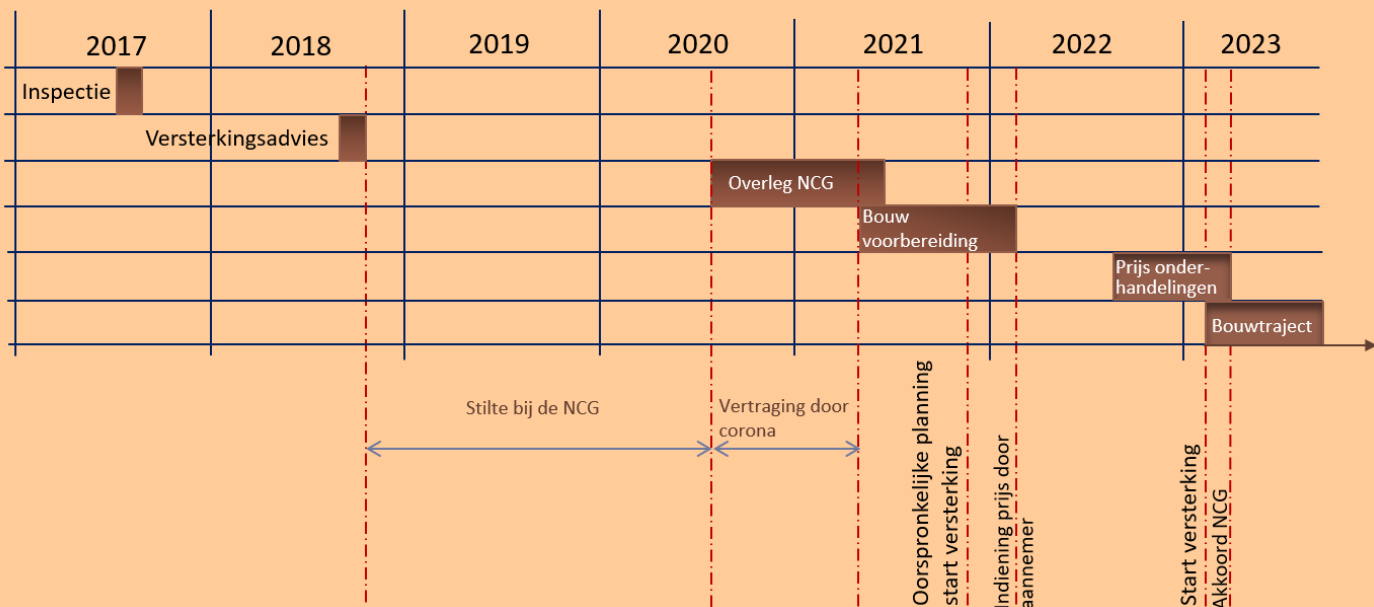 2017 2018 2019 2020 2021 2022 2023
Inspectie
Versterkingsadvies
Overleg NCG
Bouw
voorbereiding
Prijs onder-
handelingen
Bouwtraject
Stilte bij de NCG
Vertraging door
corona
Oorspronkelijke planning
start versterking
Indiening prijs door
aannemer
Start versterking
Akkoord NCG